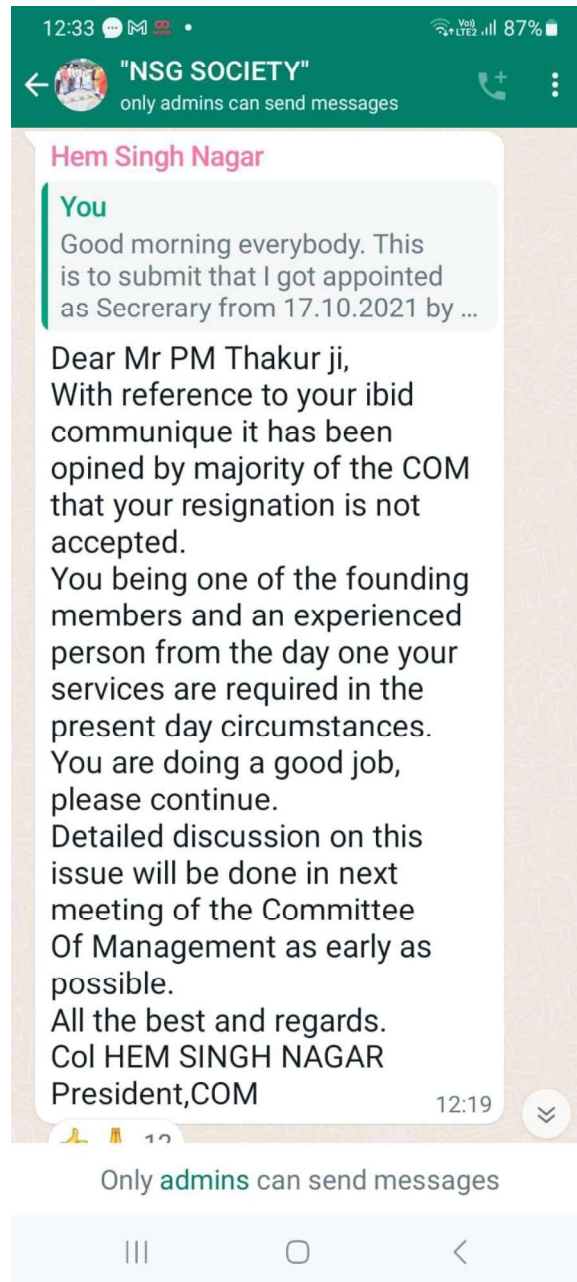 12:33
Vo)) LTE2 87%
"NSG SOCIETY"
only admins can send messages
Hem Singh Nagar
You
Good morning everybody. This
is to submit that I got appointed
as Secrerary from 17.10.2021 by ...
Dear Mr PM Thakur ji,
With reference to your ibid
communique it has been
opined by majority of the COM
that your resignation is not
accepted.
You being one of the founding
members and an experienced
person from the day one your
services are required in the
present day circumstances.
You are doing a good job,
please continue.
Detailed discussion on this
issue will be done in next
meeting of the Committee
Of Management as early as
possible.
All the best and regards.
Col HEM SINGH NAGAR
President,COM
12:19
Only admins can send messages